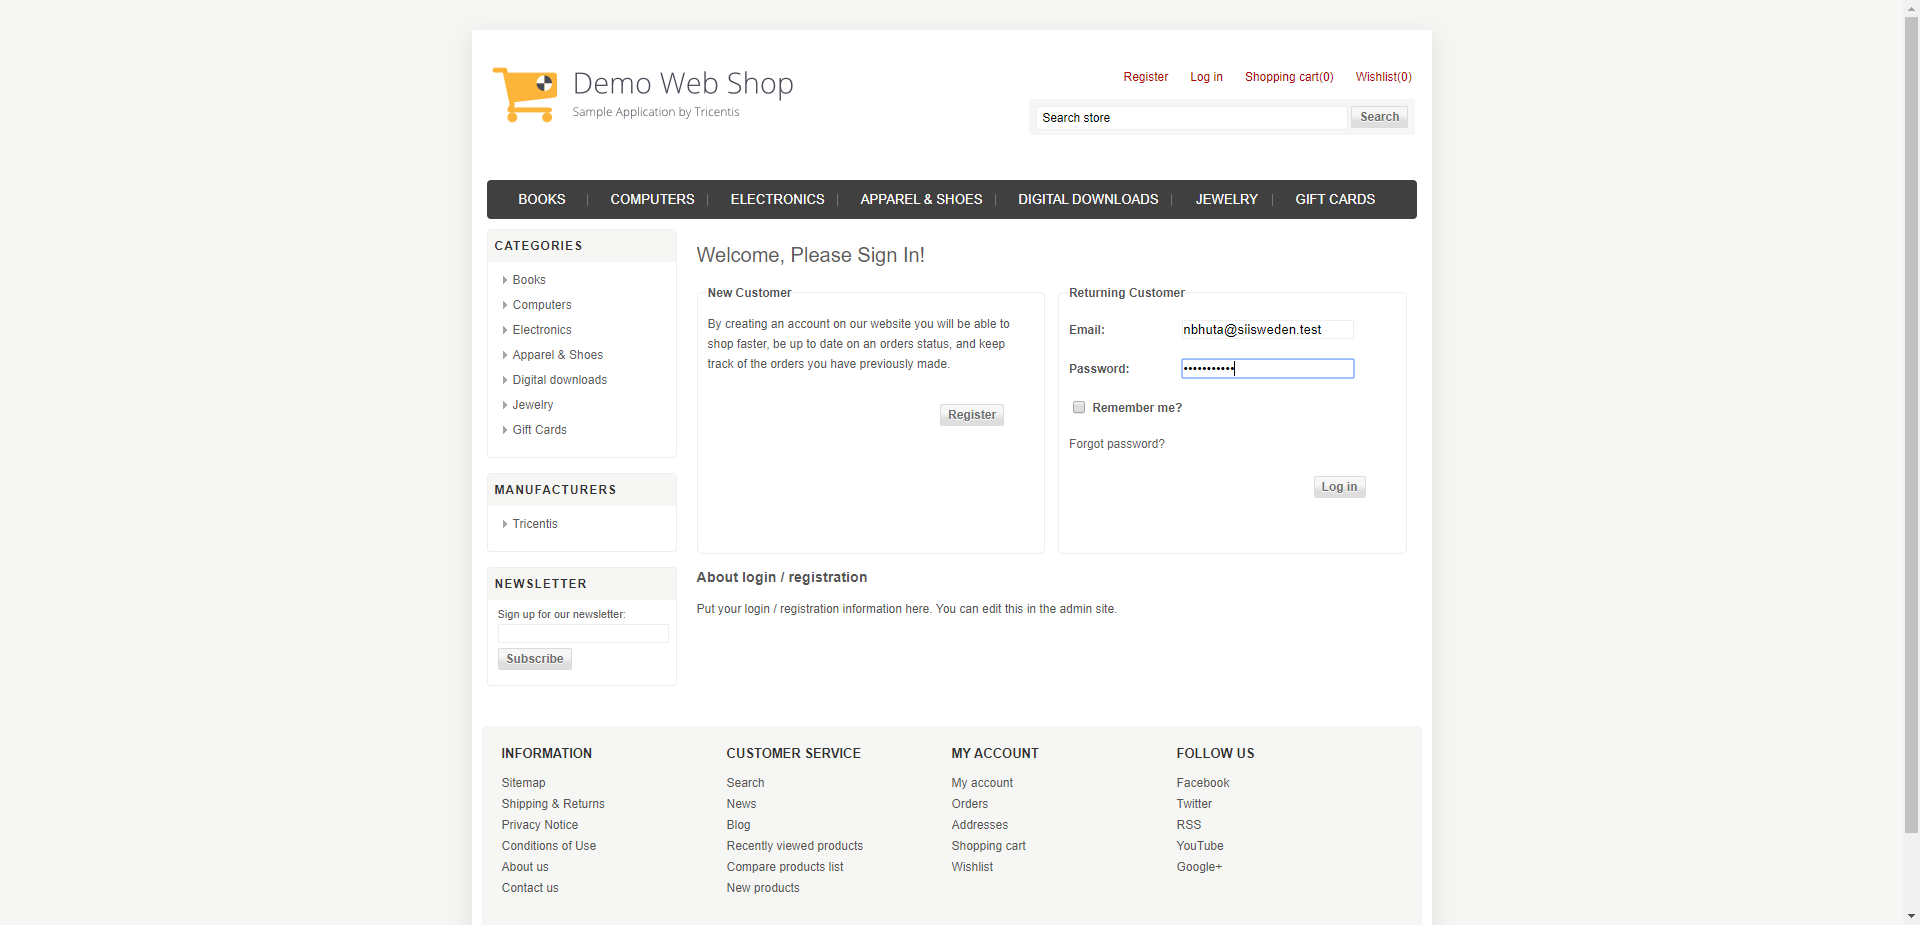 Demo Web Shop
Sample Application by Tricentis
Register Log in Shopping cart(0) Wishlist(0)
Search store Search
BOOKS COMPUTERS ELECTRONICS APPAREL & SHOES DIGITAL DOWNLOADS JEWELRY GIFT CARDS
CATEGORIES
Books
Computers
Electronics
Apparel & Shoes
Digital downloads
Jewelry
Gift Cards
MANUFACTURERS
Tricentis
NEWSLETTER
Sign up for our newsletter:
Subscribe
Welcome, Please Sign In!
New Customer
By creating an account on our website you will be able to
shop faster, be up to date on an orders status, and keep
track of the orders you have previously made.
Register
Returning Customer
Email: nbhuta@siisweden.test
Password: •••••••••••
Remember me?
Forgot password?
Log in
About login / registration
Put your login / registration information here. You can edit this in the admin site.
INFORMATION
Sitemap
Shipping & Returns
Privacy Notice
Conditions of Use
About us
Contact us
CUSTOMER SERVICE
Search
News
Blog
Recently viewed products
Compare products list
New products
MY ACCOUNT
My account
Orders
Addresses
Shopping cart
Wishlist
FOLLOW US
Facebook
Twitter
RSS
YouTube
Google+